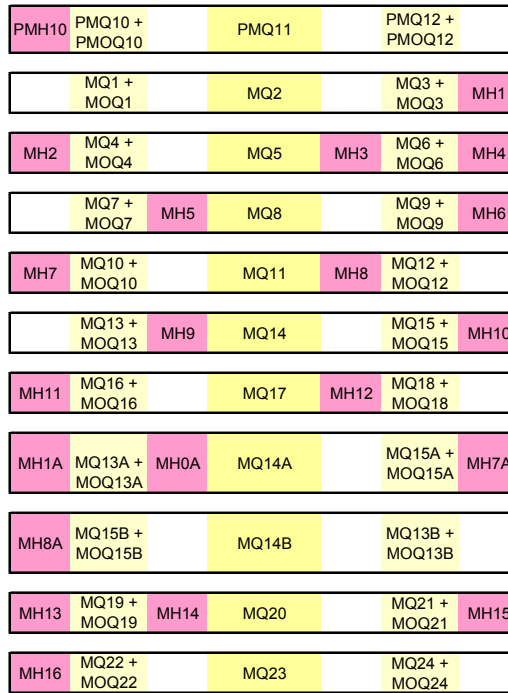 PMH10 PMQ10 + PMQ11 PMQ12 +
PMOQ10 PMOQ12
MQ1 + MQ2 MQ3 + MH1
MOQ1 MOQ3
MH2 MQ4 + MQ5 MH3 MQ6 + MH4
MOQ4 MOQ6
MQ7 + MH5 MQ8 MQ9 + MH6
MOQ7 MOQ9
MH7 MQ10 + MQ11 MH8 MQ12 +
MOQ10 MOQ12
MQ13 + MH9 MQ14 MQ15 + MH10
MOQ13 MOQ15
MH11 MQ16 + MQ17 MH12 MQ18 +
MOQ16 MOQ18
MH1A MQ13A + MH0A MQ14A MQ15A + MH7A
MOQ13A MOQ15A
MH8A MQ15B + MQ14B MQ13B +
MOQ15B MOQ13B
MH13 MQ19 + MH14 MQ20 MQ21 + MH15
MOQ19 MOQ21
MH16 MQ22 + MQ23 MQ24 +
MOQ22 MOQ24